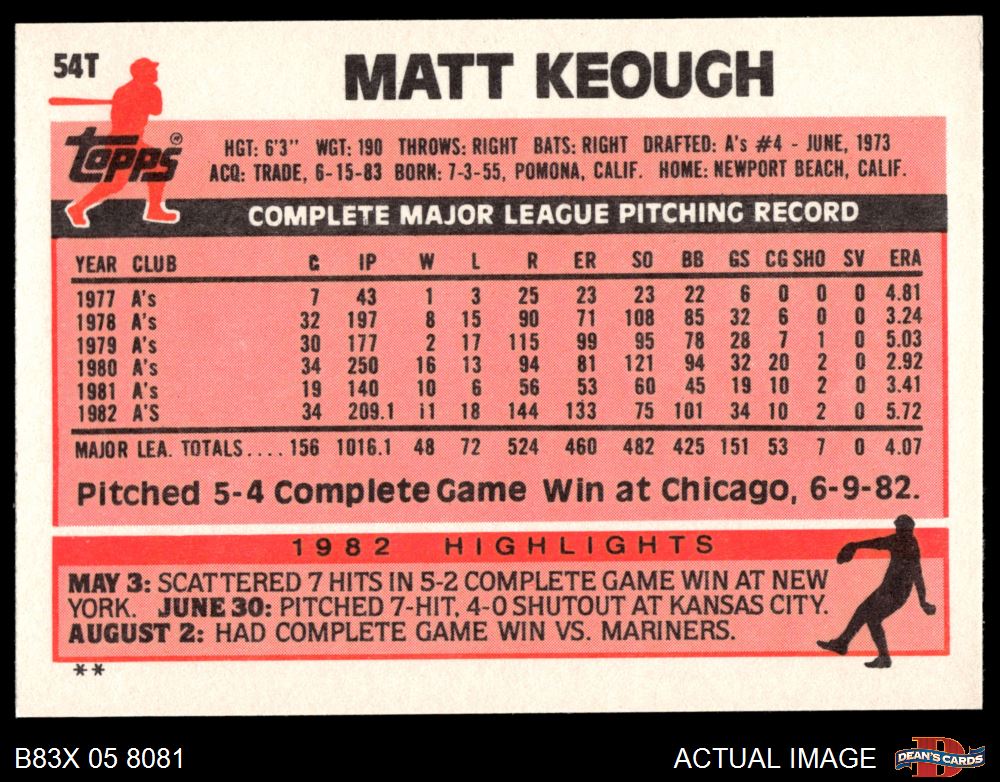 54T
MATT KEOUGH
topps®
HGT: 6'3" WGT: 190 THROWS: RIGHT BATS: RIGHT DRAFTED: A's #4 - JUNE, 1973
ACQ: TRADE, 6-15-83 BORN: 7-3-55, POMONA, CALIF. HOME: NEWPORT BEACH, CALIF.
COMPLETE MAJOR LEAGUE PITCHING RECORD
YEAR CLUB G IP W L R ER SO BB GS CG SHO SV ERA
1977 A's 7 43 1 3 25 23 23 22 6 0 0 0 4.81
1978 A's 32 197 8 15 90 71 108 85 32 6 0 0 3.24
1979 A's 30 177 2 17 115 99 95 78 28 7 1 0 5.03
1980 A's 34 250 16 13 94 81 121 94 32 20 2 0 2.92
1981 A's 19 140 10 6 56 53 60 45 19 10 2 0 3.41
1982 A'S 34 209.1 11 18 144 133 75 101 34 10 2 0 5.72
MAJOR LEA. TOTALS.... 156 1016.1 48 72 524 460 482 425 151 53 7 0 4.07
Pitched 5-4 Complete Game Win at Chicago, 6-9-82.
1982 HIGHLIGHTS
MAY 3: SCATTERED 7 HITS IN 5-2 COMPLETE GAME WIN AT NEW
YORK. JUNE 30: PITCHED 7-HIT, 4-0 SHUTOUT AT KANSAS CITY.
AUGUST 2: HAD COMPLETE GAME WIN VS. MARINERS.
**
B83X 05 8081
ACTUAL IMAGE
D
DEAN'S CARDS